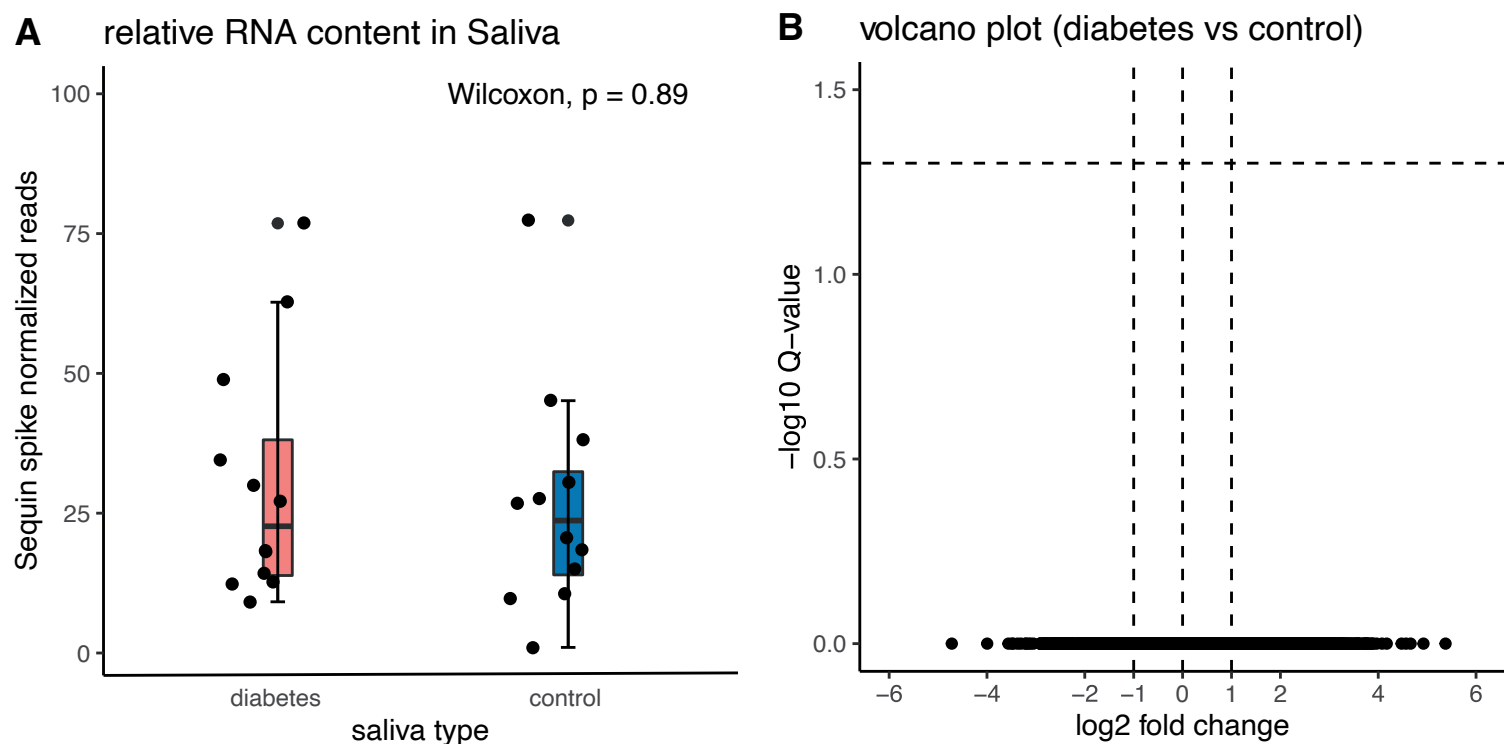 A relative RNA content in Saliva
Wilcoxon, p = 0.89
Sequin spike normalized reads
100
75
50
25
0
diabetes control
saliva type
B volcano plot (diabetes vs control)
−log10 Q−value
1.5
1.0
0.5
0.0
−6 −4 −2 −1 0 1 2 4 6
log2 fold change